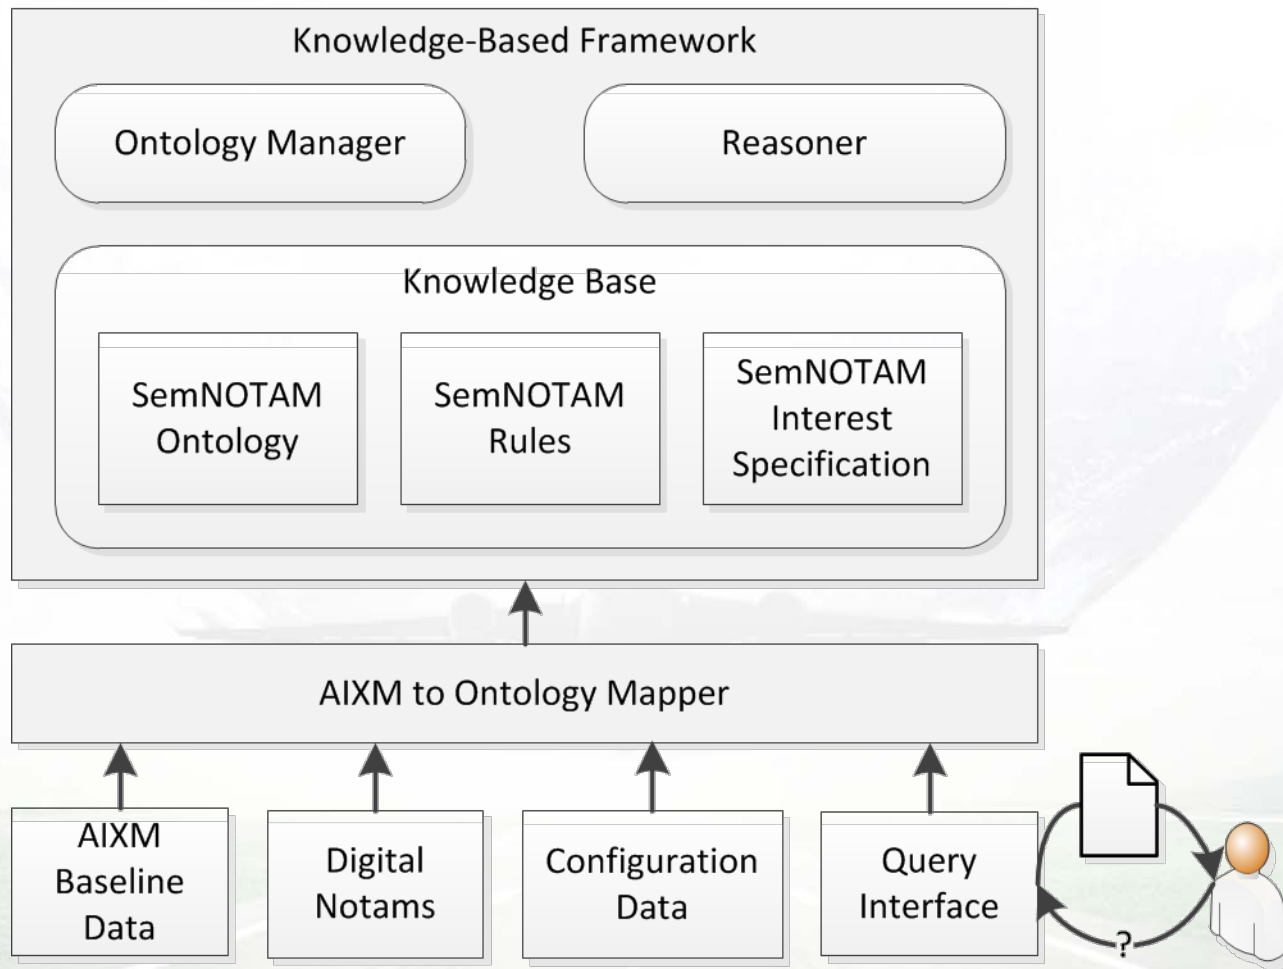 Knowledge-Based Framework
Ontology Manager
Reasoner
Knowledge Base
SemNOTAM
Ontology
SemNOTAM
Rules
SemNOTAM
Interest
Specification
AIXM to Ontology Mapper
AIXM
Baseline
Data
Digital
Notams
Configuration
Data
Query
Interface
?